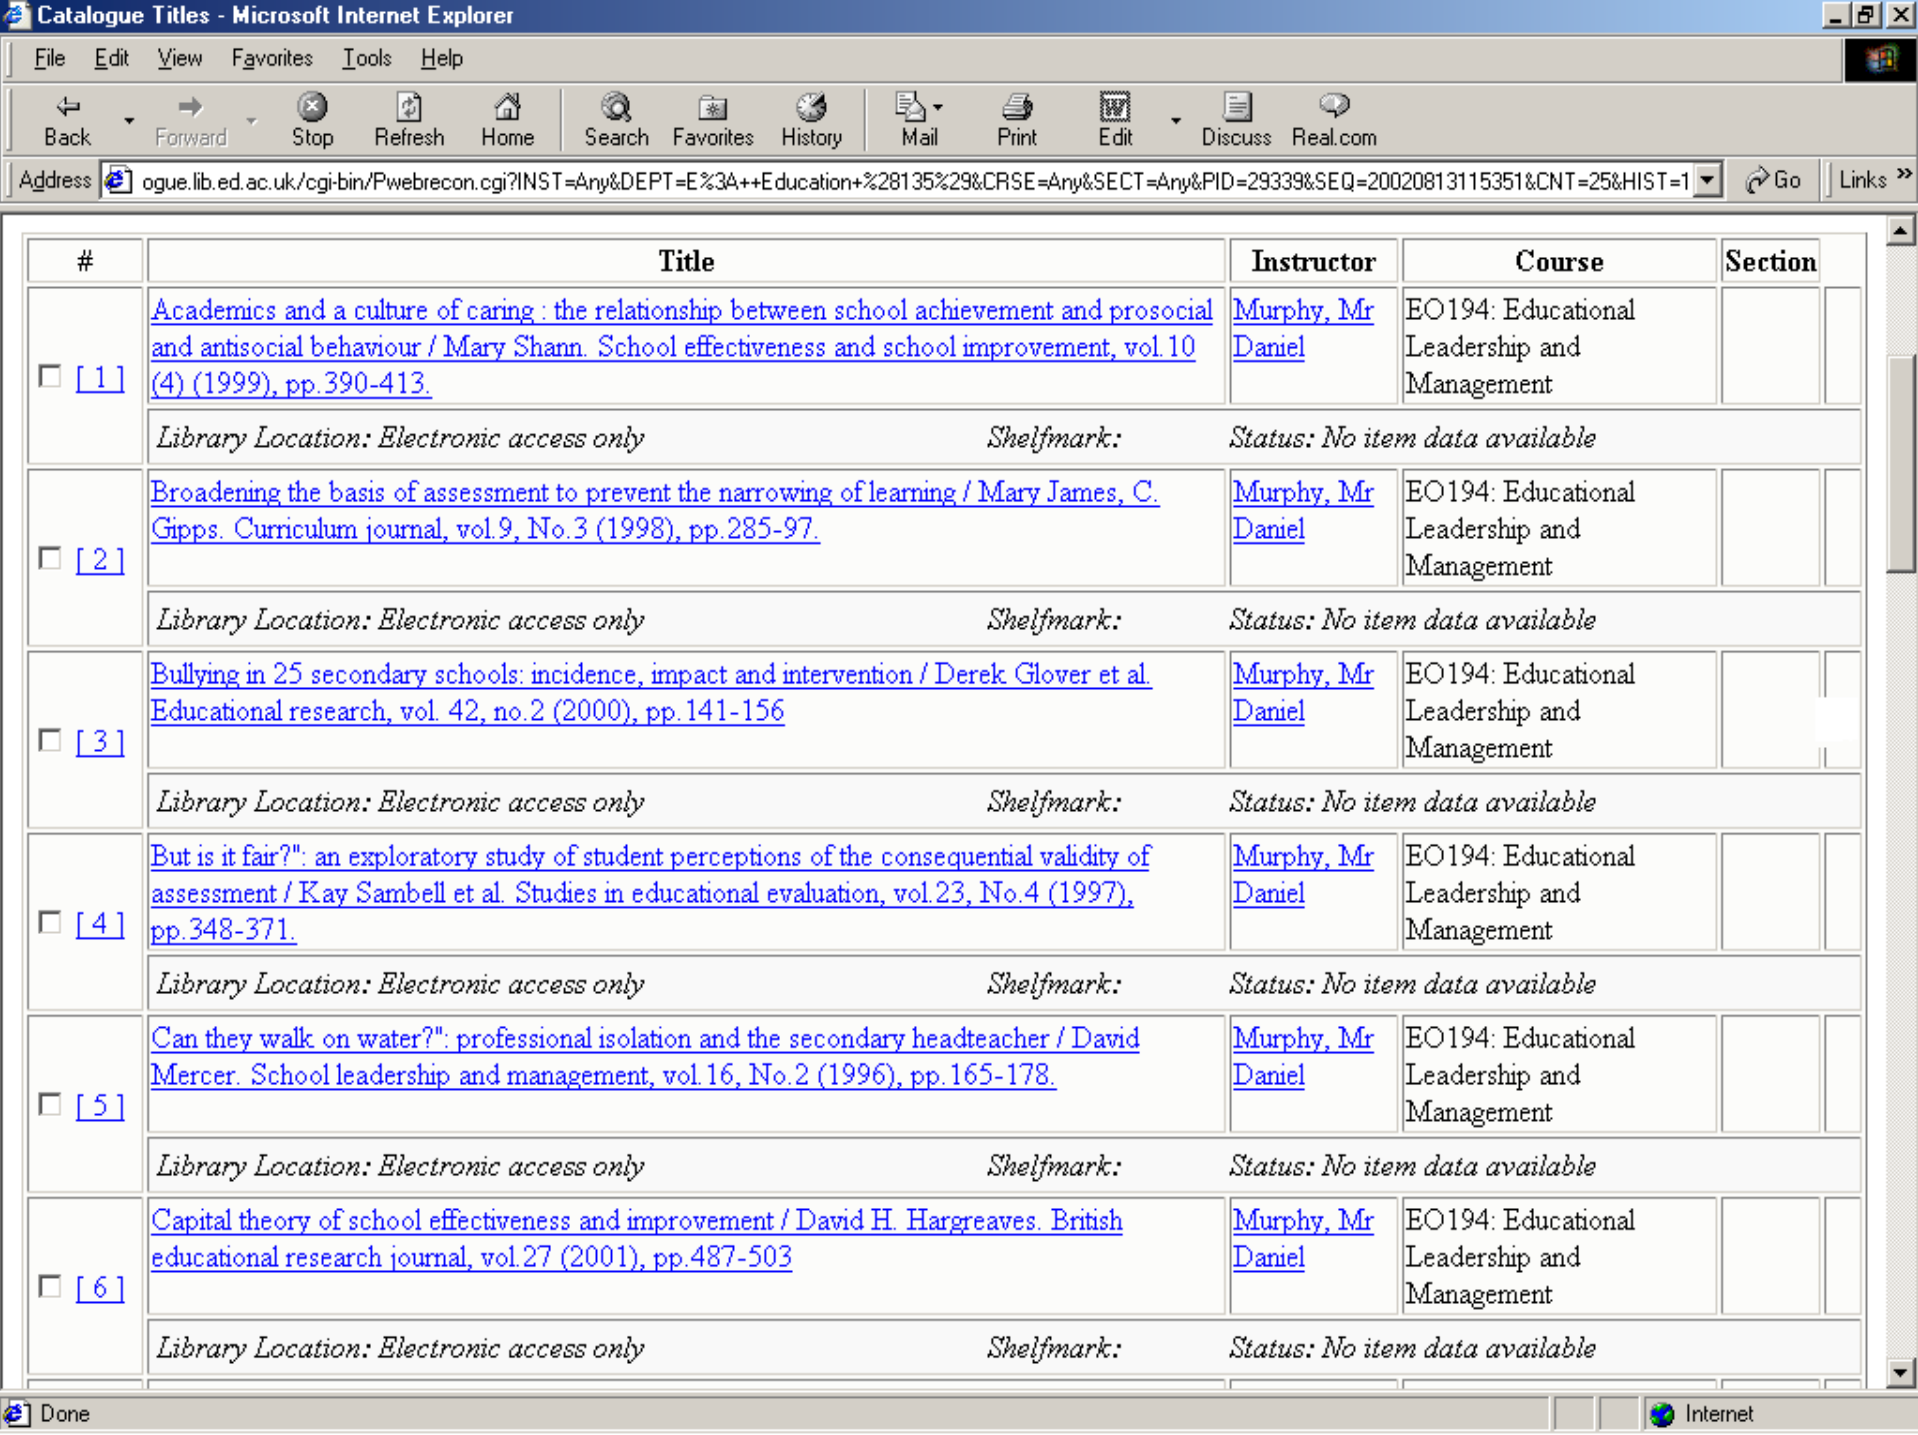 Catalogue Titles - Microsoft Internet Explorer
File Edit View Favorites Tools Help
Back Forward Stop Refresh Home Search Favorites History Mail Print Edit Discuss Real.com
Address ogue.lib.ed.ac.uk/cgi-bin/Pwebrecon.cgi?INST=Any&DEPT=E%3A++Education+%28135%29&CRSE=Any&SECT=Any&PID=29339&SEQ=20020813115351&CNT=25&HIST=1 Go Links »
# Title Instructor Course Section
Academics and a culture of caring : the relationship between school achievement and prosocial Murphy, Mr EO194: Educational
and antisocial behaviour / Mary Shann. School effectiveness and school improvement, vol.10 Daniel Leadership and
[ 1 ] (4) (1999), pp.390-413. Management
Library Location: Electronic access only Shelfmark: Status: No item data available
Broadening the basis of assessment to prevent the narrowing of learning / Mary James, C. Murphy, Mr EO194: Educational
Gipps. Curriculum journal, vol.9, No.3 (1998), pp.285-97. Daniel Leadership and
[ 2 ] Management
Library Location: Electronic access only Shelfmark: Status: No item data available
Bullying in 25 secondary schools: incidence, impact and intervention / Derek Glover et al. Murphy, Mr EO194: Educational
Educational research, vol. 42, no.2 (2000), pp.141-156 Daniel Leadership and
[ 3 ] Management
Library Location: Electronic access only Shelfmark: Status: No item data available
But is it fair?": an exploratory study of student perceptions of the consequential validity of Murphy, Mr EO194: Educational
assessment / Kay Sambell et al. Studies in educational evaluation, vol.23, No.4 (1997), Daniel Leadership and
[ 4 ] pp.348-371. Management
Library Location: Electronic access only Shelfmark: Status: No item data available
Can they walk on water?": professional isolation and the secondary headteacher / David Murphy, Mr EO194: Educational
Mercer. School leadership and management, vol.16, No.2 (1996), pp.165-178. Daniel Leadership and
[ 5 ] Management
Library Location: Electronic access only Shelfmark: Status: No item data available
Capital theory of school effectiveness and improvement / David H. Hargreaves. British Murphy, Mr EO194: Educational
educational research journal, vol.27 (2001), pp.487-503 Daniel Leadership and
[ 6 ] Management
Library Location: Electronic access only Shelfmark: Status: No item data available
Done Internet